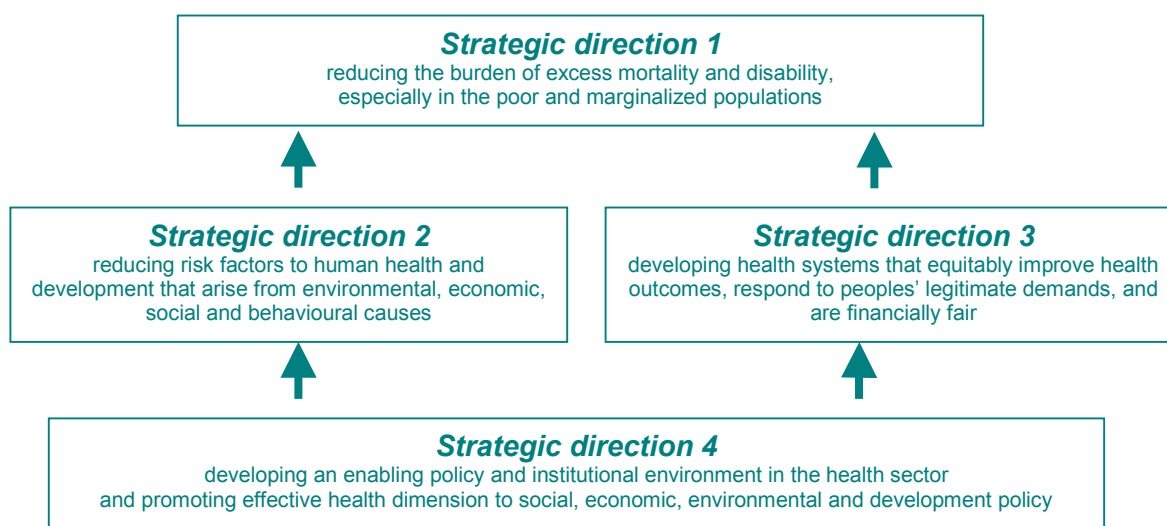 Strategic direction 1
reducing the burden of excess mortality and disability,
especially in the poor and marginalized populations
Strategic direction 2
reducing risk factors to human health and
development that arise from environmental, economic,
social and behavioural causes
Strategic direction 3
developing health systems that equitably improve health
outcomes, respond to peoples’ legitimate demands, and
are financially fair
Strategic direction 4
developing an enabling policy and institutional environment in the health sector
and promoting effective health dimension to social, economic, environmental and development policy